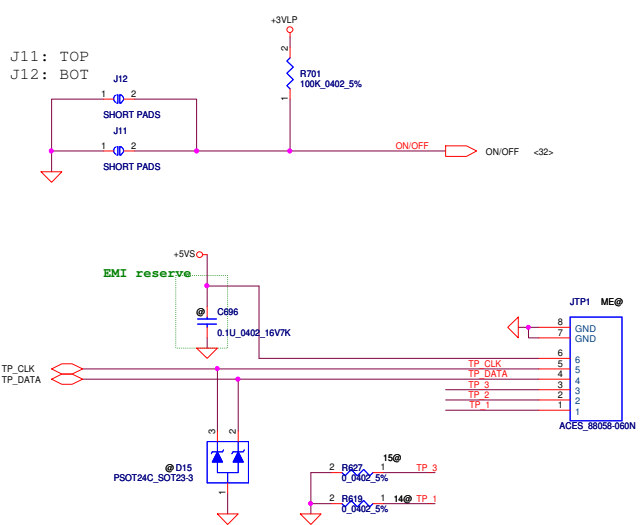 +3VLP
J11: TOP
J12: BOT
J12
2
R701
100K_0402_5%
1
1 2
SHORT PADS
J11
1 2
SHORT PADS
ON/OFF
ON/OFF <32>
+5VS
EMI reserve
@ C696
0.1U_0402_16V7K
JTP1 ME@
8 GND
7 GND
6 6
TP_CLK 5 5
TP_DATA 4 4
TP_3 3 3
TP_2 2 2
TP_1 1 1
ACES_88058-060N
TP_CLK
TP_DATA
3 2
@ D15
PSOT24C_SOT23-3
1
15@
2 R627 1 TP_3
0_0402_5%
2 R619 1 14@ TP_1
0_0402_5%